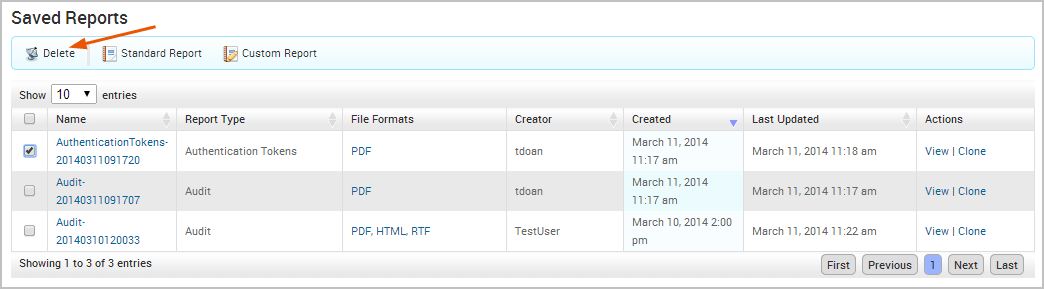 Saved Reports
Delete Standard Report Custom Report
Show 10 entries
Name Report Type File Formats Creator Created Last Updated Actions
AuthenticationTokens-
20140311091720
Authentication Tokens
PDF
tdoan
March 11, 2014
11:17 am
March 11, 2014 11:18 am
View | Clone
Audit-
20140311091707
Audit
PDF
tdoan
March 11, 2014
11:17 am
March 11, 2014 11:17 am
View | Clone
Audit-
20140310120033
Audit
PDF, HTML, RTF
TestUser
March 10, 2014 2:00
pm
March 11, 2014 11:22 am
View | Clone
Showing 1 to 3 of 3 entries
First Previous 1 Next Last